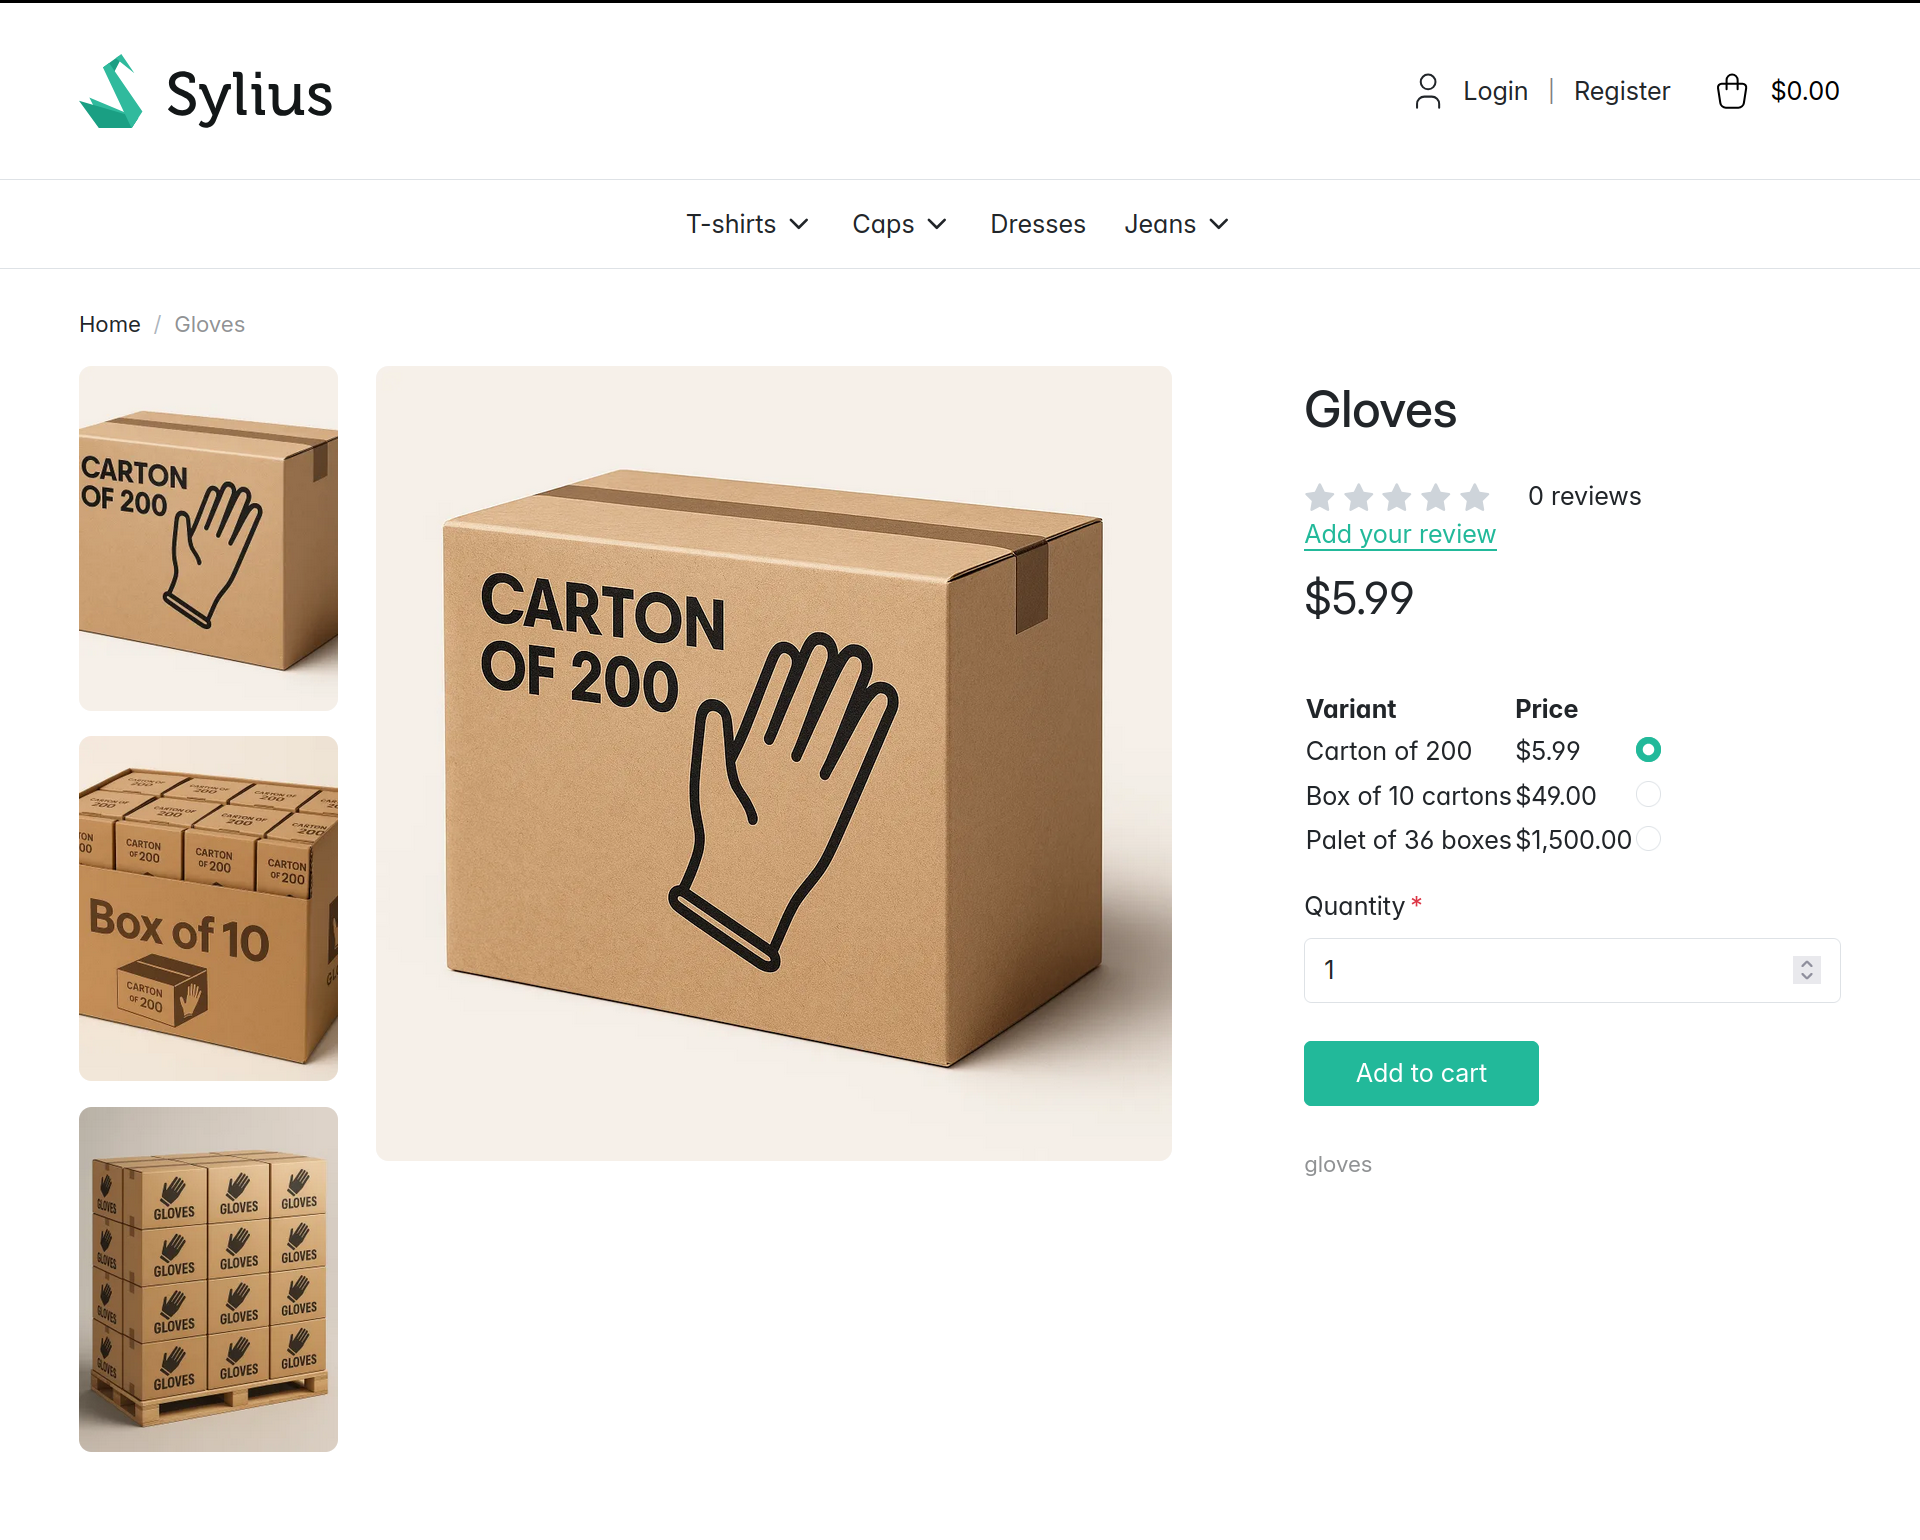 Sylius
Login | Register
$0.00
T-shirts
Caps
Dresses
Jeans
Home / Gloves
CARTON
OF 200
CARTON
OF 200
Box of 10
CARTON
OF 200
GLOVES
GLOVES
GLOVES
GLOVES
GLOVES
GLOVES
GLOVES
GLOVES
GLOVES
GLOVES
GLOVES
GLOVES
CARTON
OF 200
Gloves
0 reviews
Add your review
$5.99
Variant Price
Carton of 200 $5.99
Box of 10 cartons $49.00
Palet of 36 boxes $1,500.00
Quantity *
1
Add to cart
gloves